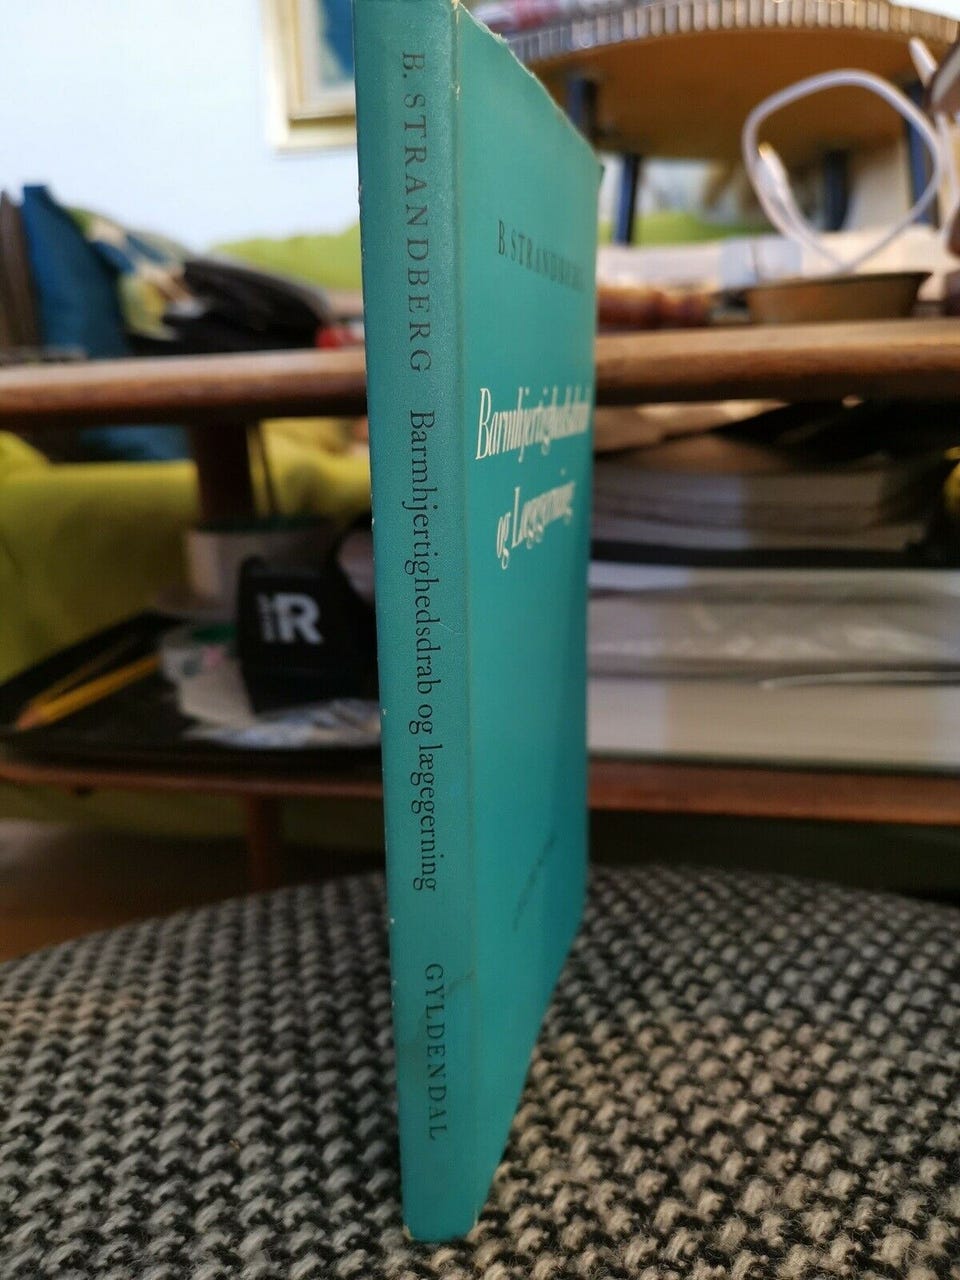 B. STRANDBERG Barmhjertighedsdrab og lægegerning GYLDENDAL
B. STRANDBERG
Barmhjertighedsdrab
og Lægegerning
R